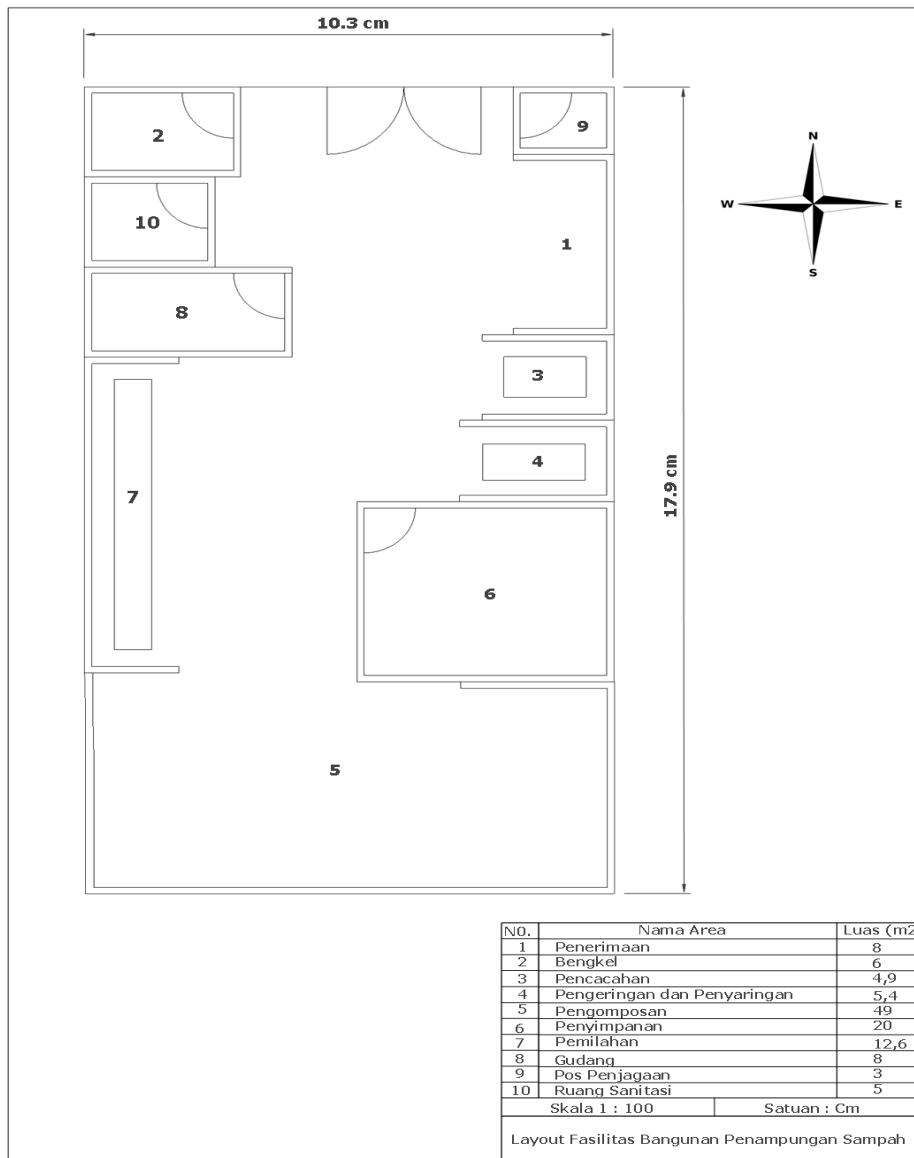 10.3 cm
2
9
N
W
E
S
10
1
8
3
17.9 cm
4
7
6
5
N0. Nama Area Luas (m2
1 Penerimaan 8
2 Bengkel 6
3 Pencacahan 4,9
4 Pengeringan dan Penyaringan 5,4
5 Pengomposan 49
6 Penyimpanan 20
7 Pemilahan 12,6
8 Gudang 8
9 Pos Penjagaan 3
10 Ruang Sanitasi 5
Skala 1 : 100 Satuan : Cm
Layout Fasilitas Bangunan Penampungan Sampah